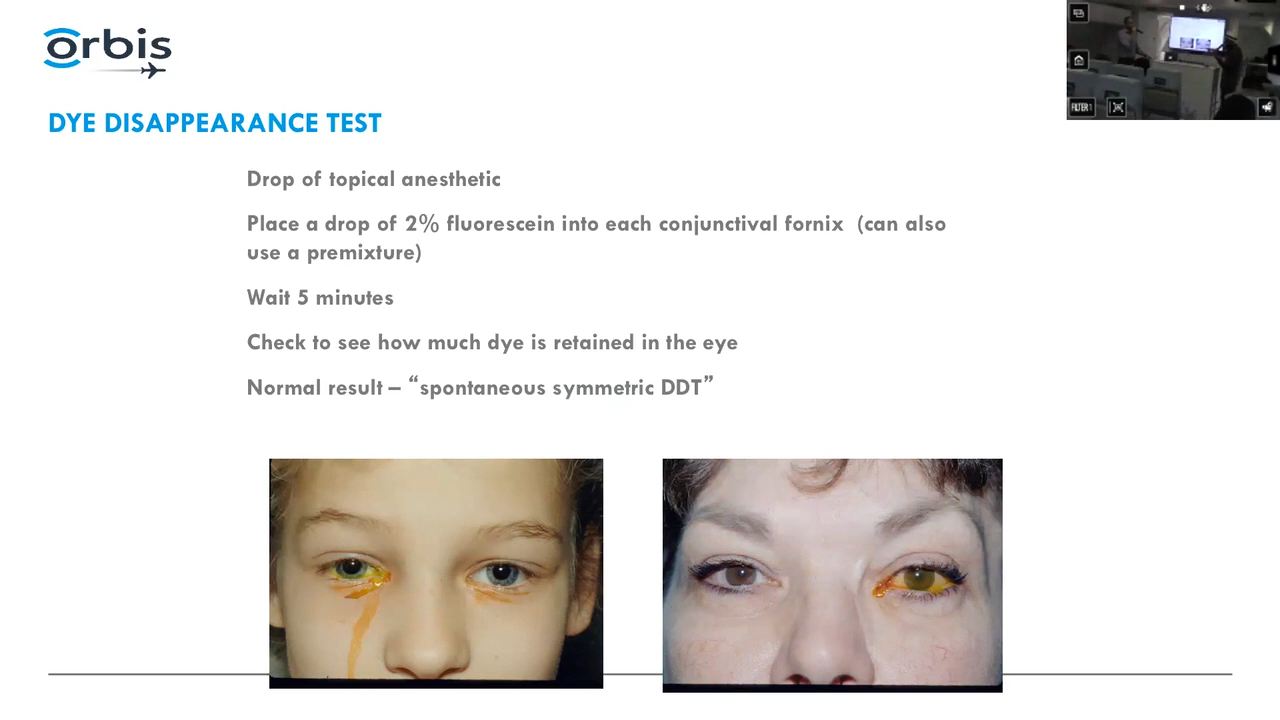 orbis
FILTER 1
DYE DISAPPEARANCE TEST
Drop of topical anesthetic
Place a drop of 2% fluorescein into each conjunctival fornix (can also
use a premixture)
Wait 5 minutes
Check to see how much dye is retained in the eye
Normal result – “spontaneous symmetric DDT”